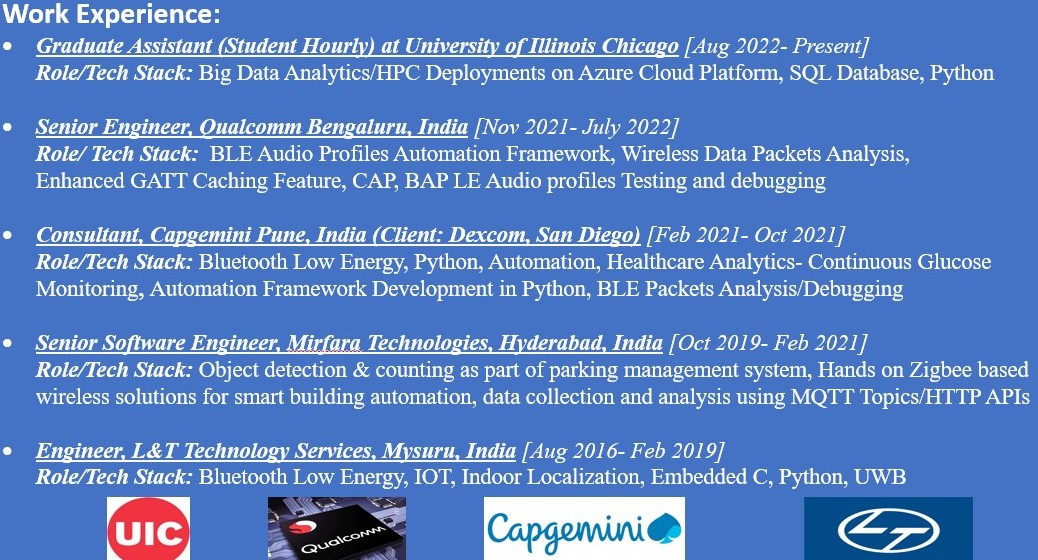 Work Experience:
• Graduate Assistant (Student Hourly) at University of Illinois Chicago [Aug 2022- Present]
Role/Tech Stack: Big Data Analytics/HPC Deployments on Azure Cloud Platform, SQL Database, Python
• Senior Engineer, Qualcomm Bengaluru, India [Nov 2021- July 2022]
Role/ Tech Stack: BLE Audio Profiles Automation Framework, Wireless Data Packets Analysis,
Enhanced GATT Caching Feature, CAP, BAP LE Audio profiles Testing and debugging
• Consultant, Capgemini Pune, India (Client: Dexcom, San Diego) [Feb 2021- Oct 2021]
Role/Tech Stack: Bluetooth Low Energy, Python, Automation, Healthcare Analytics- Continuous Glucose
Monitoring, Automation Framework Development in Python, BLE Packets Analysis/Debugging
• Senior Software Engineer, Mirfara Technologies, Hyderabad, India [Oct 2019- Feb 2021]
Role/Tech Stack: Object detection & counting as part of parking management system, Hands on Zigbee based
wireless solutions for smart building automation, data collection and analysis using MQTT Topics/HTTP APIs
• Engineer, L&T Technology Services, Mysuru, India [Aug 2016- Feb 2019]
Role/Tech Stack: Bluetooth Low Energy, IOT, Indoor Localization, Embedded C, Python, UWB
UIC
Qualcomm
Capgemini
LT